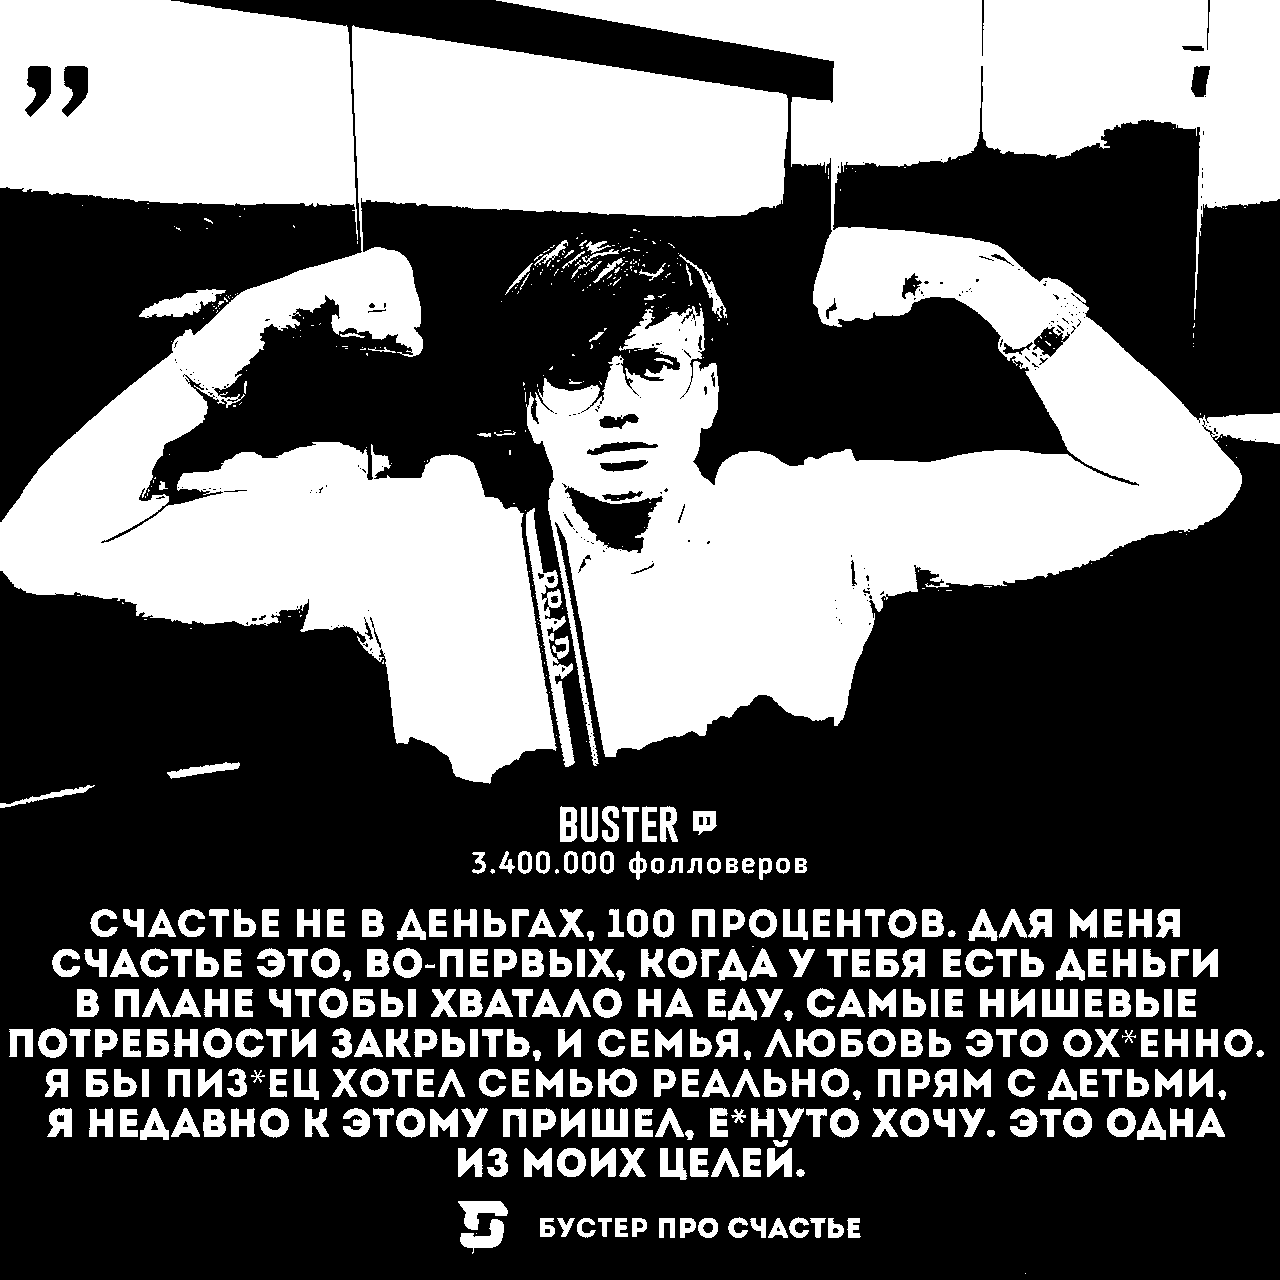 ”
PRADA
BUSTER
3.400.000 фолловеров
СЧАСТЬЕ НЕ В ДЕНЬГАХ, 100 ПРОЦЕНТОВ. ДЛЯ МЕНЯ
СЧАСТЬЕ ЭТО, ВО-ПЕРВЫХ, КОГДА У ТЕБЯ ЕСТЬ ДЕНЬГИ
В ПЛАНЕ ЧТОБЫ ХВАТАЛО НА ЕДУ, САМЫЕ НИШЕВЫЕ
ПОТРЕБНОСТИ ЗАКРЫТЬ, И СЕМЬЯ, ЛЮБОВЬ ЭТО ОХ*ЕННО.
Я БЫ ПИЗ*ЕЦ ХОТЕЛ СЕМЬЮ РЕАЛЬНО, ПРЯМ С ДЕТЬМИ,
Я НЕДАВНО К ЭТОМУ ПРИШЕЛ, Е*НУТО ХОЧУ. ЭТО ОДНА
ИЗ МОИХ ЦЕЛЕЙ.
БУСТЕР ПРО СЧАСТЬЕ